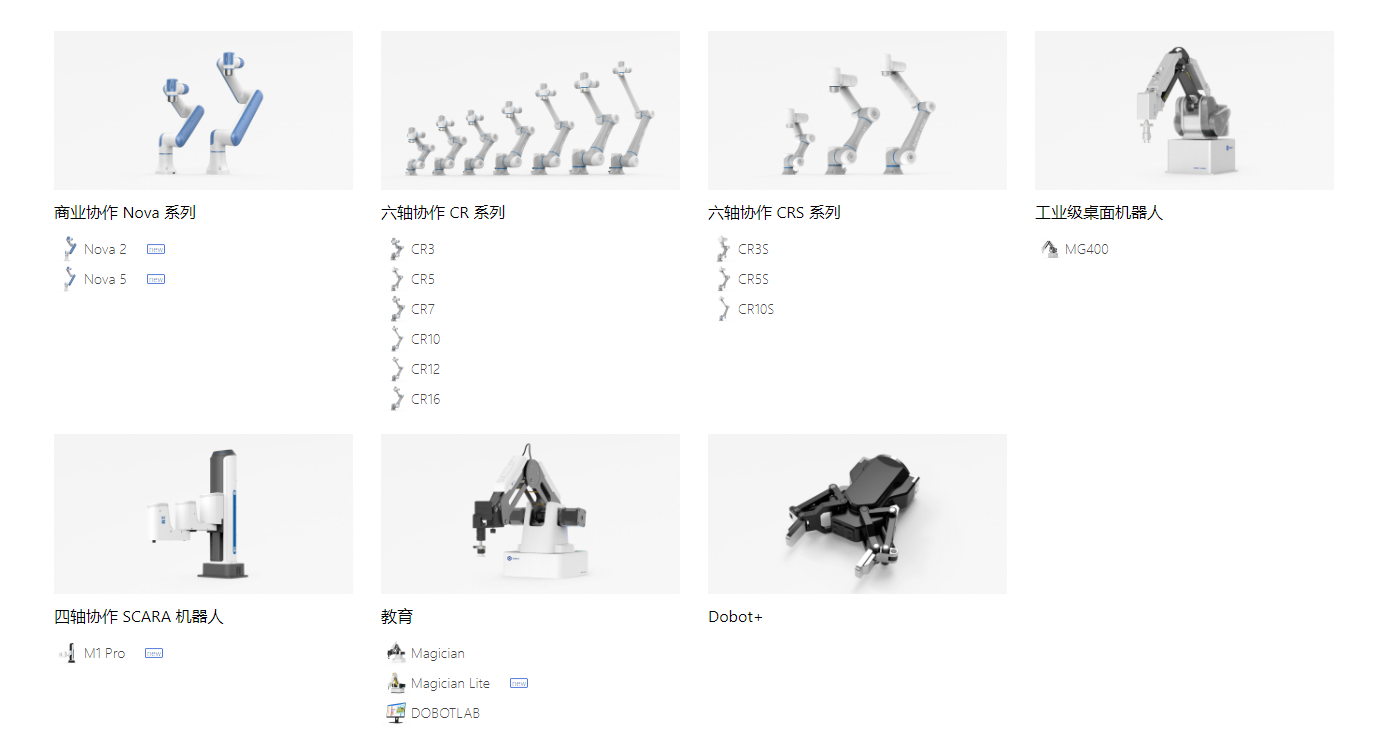 商业协作 Nova 系列
Nova 2 new
Nova 5 new
六轴协作 CR 系列
CR3
CR5
CR7
CR10
CR12
CR16
六轴协作 CRS 系列
CR3S
CR5S
CR10S
工业级桌面机器人
MG400
四轴协作 SCARA 机器人
M1 Pro new
教育
Magician
Magician Lite new
DOBOTLAB
Dobot+